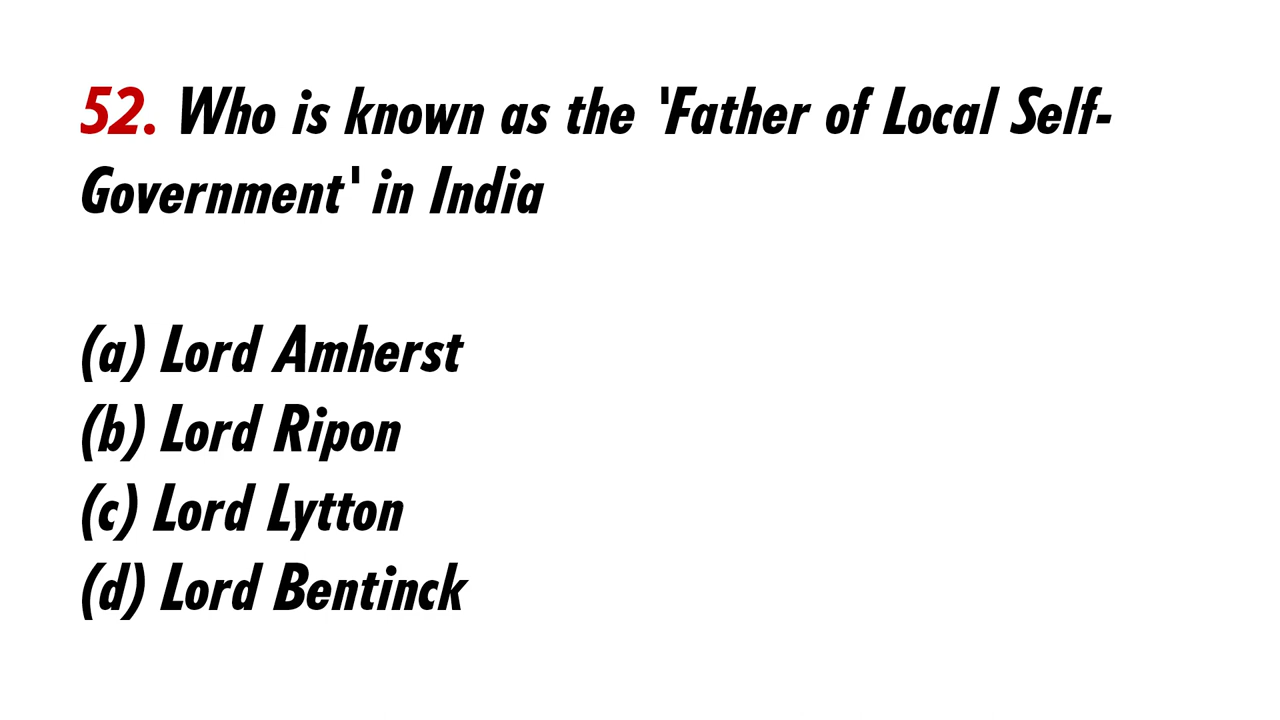 52. Who is known as the 'Father of Local Self-
Government' in India
(a) Lord Amherst
(b) Lord Ripon
(c) Lord Lytton
(d) Lord Bentinck